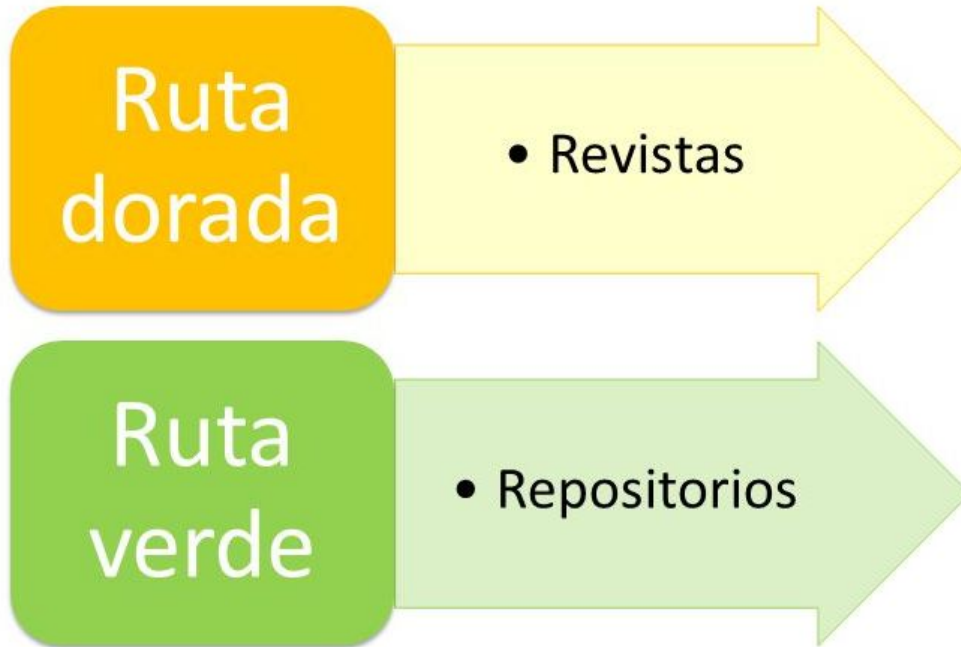 Ruta
dorada
• Revistas
Ruta
verde
• Repositorios